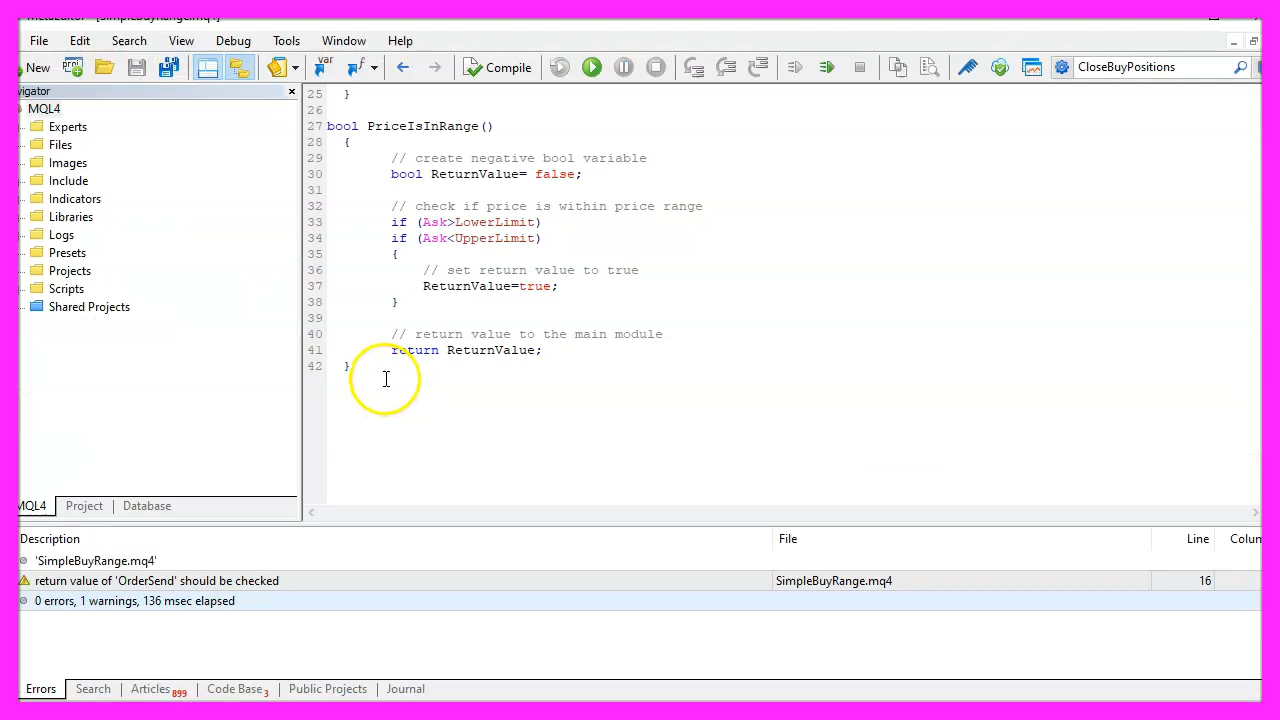 MetaEditor - [SimpleBuyRange.mq4]
File Edit Search View Debug Tools Window Help
New var Compile CloseBuyPositions
vigator
MQL4
Experts
Files
Images
Include
Indicators
Libraries
Logs
Presets
Projects
Scripts
Shared Projects
MQL4 Project Database
25 }
26
27 bool PriceIsInRange()
28 {
29 // create negative bool variable
30 bool ReturnValue= false;
31
32 // check if price is within price range
33 if (Ask>LowerLimit)
34 if (Ask<UpperLimit)
35 {
36 // set return value to true
37 ReturnValue=true;
38 }
39
40 // return value to the main module
41 return ReturnValue;
42 }
Description File Line Colum
'SimpleBuyRange.mq4'
return value of 'OrderSend' should be checked SimpleBuyRange.mq4 16
0 errors, 1 warnings, 136 msec elapsed
Errors Search Articles 899 Code Base 3 Public Projects Journal